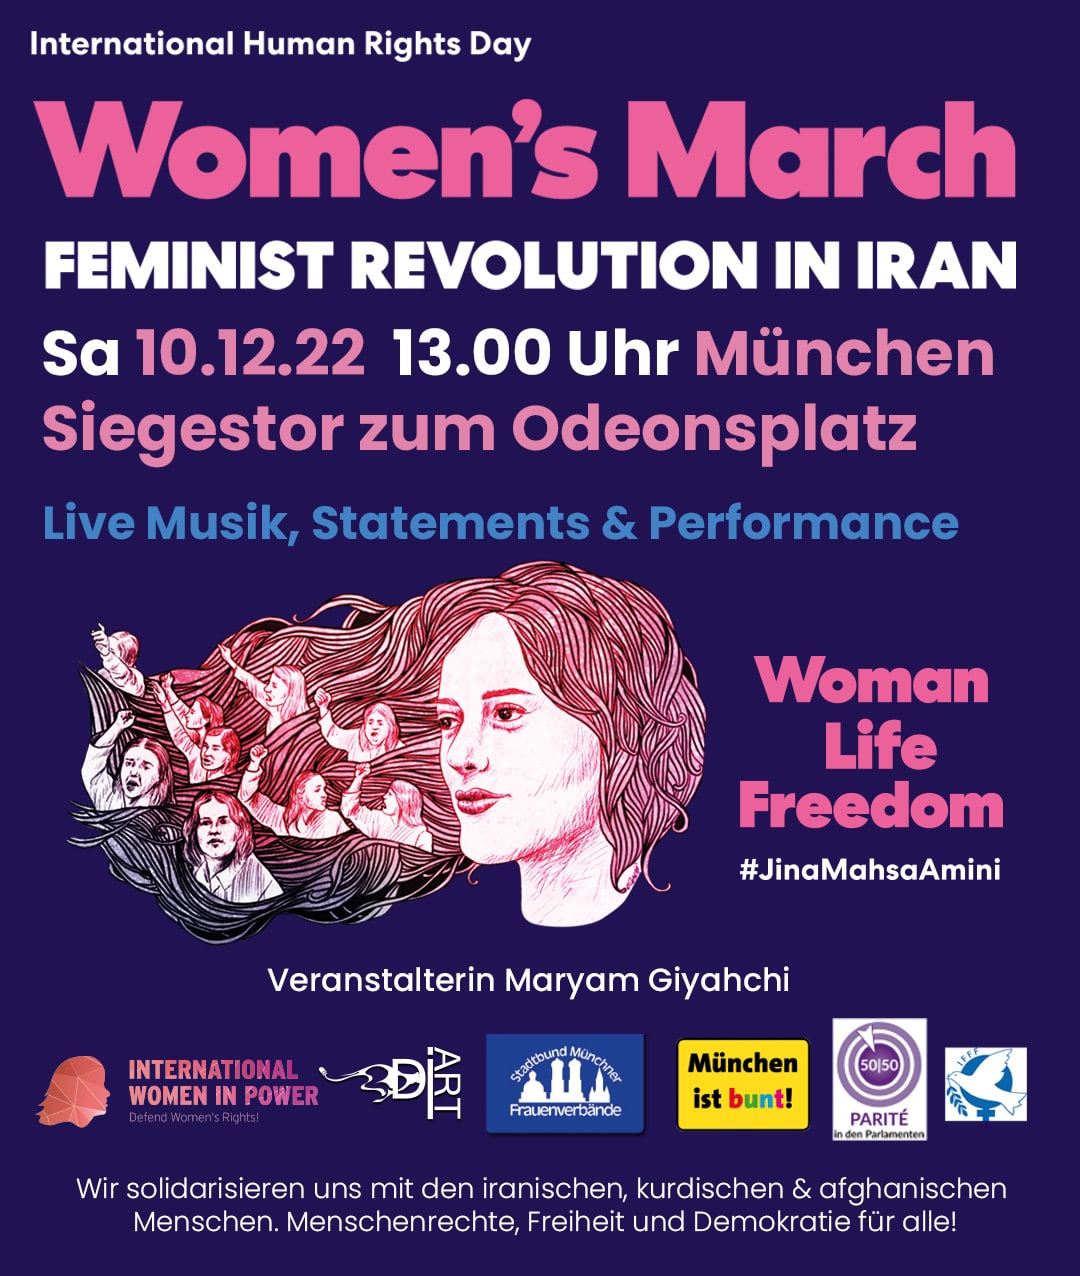 International Human Rights Day
Women's March
FEMINIST REVOLUTION IN IRAN
Sa 10.12.22 13.00 Uhr München
Siegestor zum Odeonsplatz
Live Musik, Statements & Performance
Woman
Life
Freedom
#JinaMahsaAmini
Veranstalterin Maryam Giyahchi
INTERNATIONAL
WOMEN IN POWER
Defend Women's Rights!
ART
Stadtbund Münchner
Frauenverbände
München
ist bunt!
50|50
PARITÉ
in den Parlamenten
IFFF
Wir solidarisieren uns mit den iranischen, kurdischen & afghanischen
Menschen. Menschenrechte, Freiheit und Demokratie für alle!